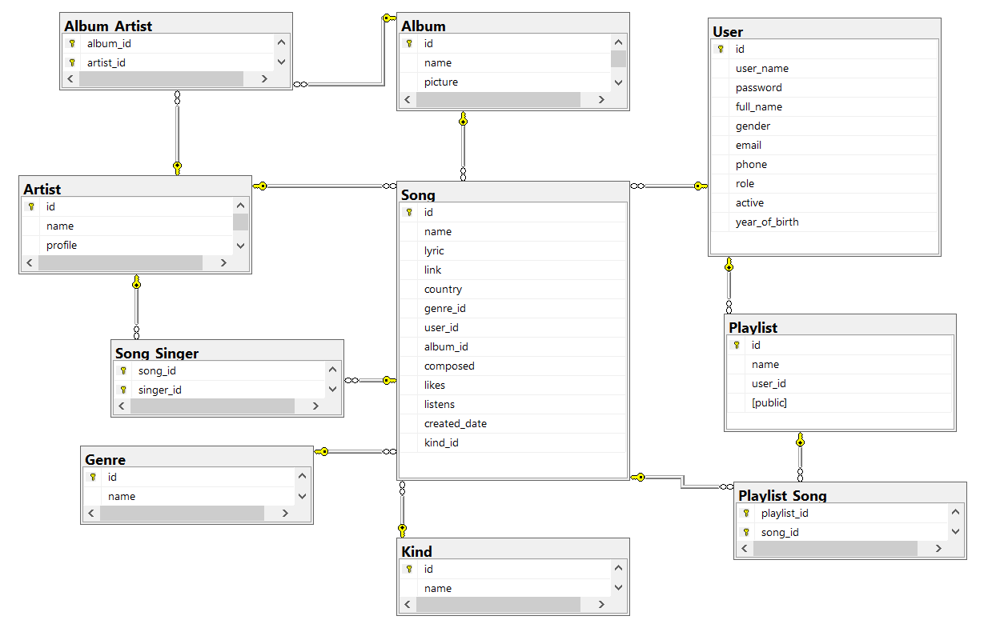 Album_Artist
album_id
artist_id
Album
id
name
picture
User
id
user_name
password
full_name
gender
email
phone
role
active
year_of_birth
Artist
id
name
profile
Song
id
name
lyric
link
country
genre_id
user_id
album_id
composed
likes
listens
created_date
kind_id
Song_Singer
song_id
singer_id
Playlist
id
name
user_id
[public]
Genre
id
name
Playlist_Song
playlist_id
song_id
Kind
id
name